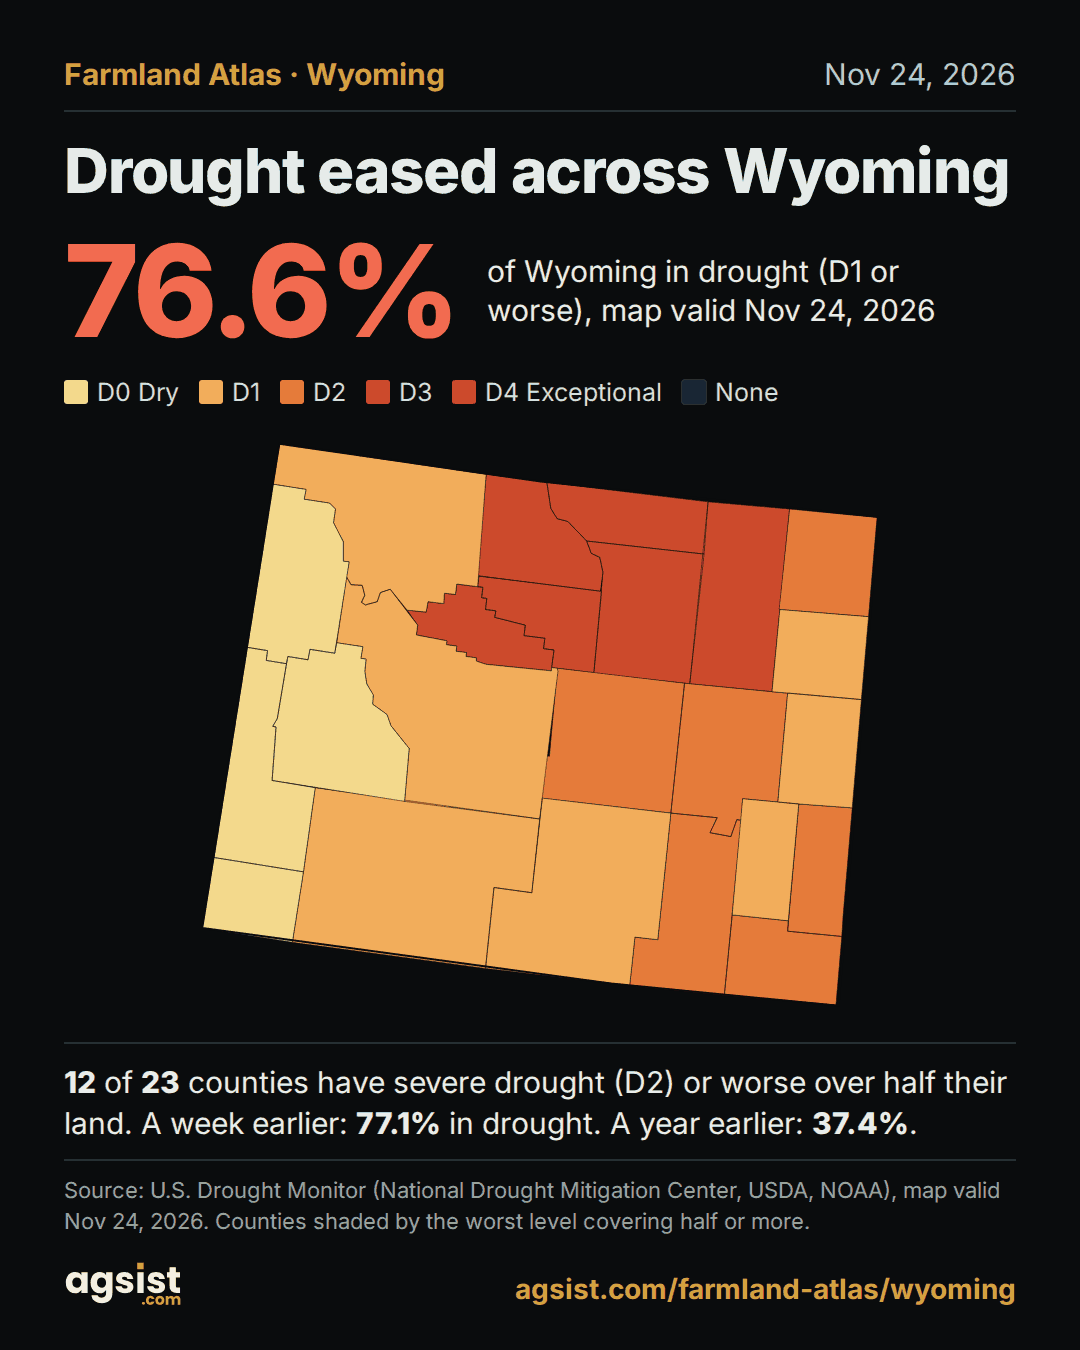 Farmland Atlas · Wyoming
Nov 24, 2026
Drought eased across Wyoming
76.6%
of Wyoming in drought (D1 or
worse), map valid Nov 24, 2026
D0 Dry D1 D2 D3 D4 Exceptional None
12 of 23 counties have severe drought (D2) or worse over half their
land. A week earlier: 77.1% in drought. A year earlier: 37.4%.
Source: U.S. Drought Monitor (National Drought Mitigation Center, USDA, NOAA), map valid
Nov 24, 2026. Counties shaded by the worst level covering half or more.
agsist
.com
agsist.com/farmland-atlas/wyoming